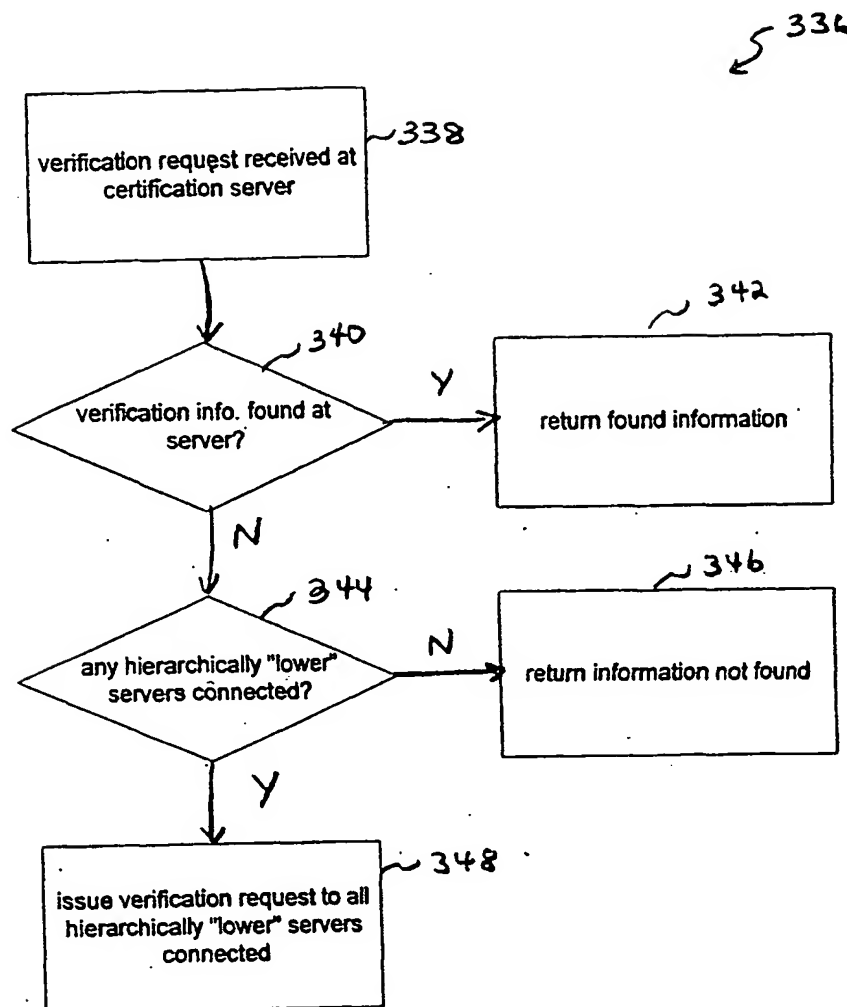 336
verification request received at
certification server
338
340
verification info. found at
server?
Y
342
return found information
N
344
any hierarchically "lower"
servers connected?
N
346
return information not found
Y
348
issue verification request to all
hierarchically "lower" servers
connected